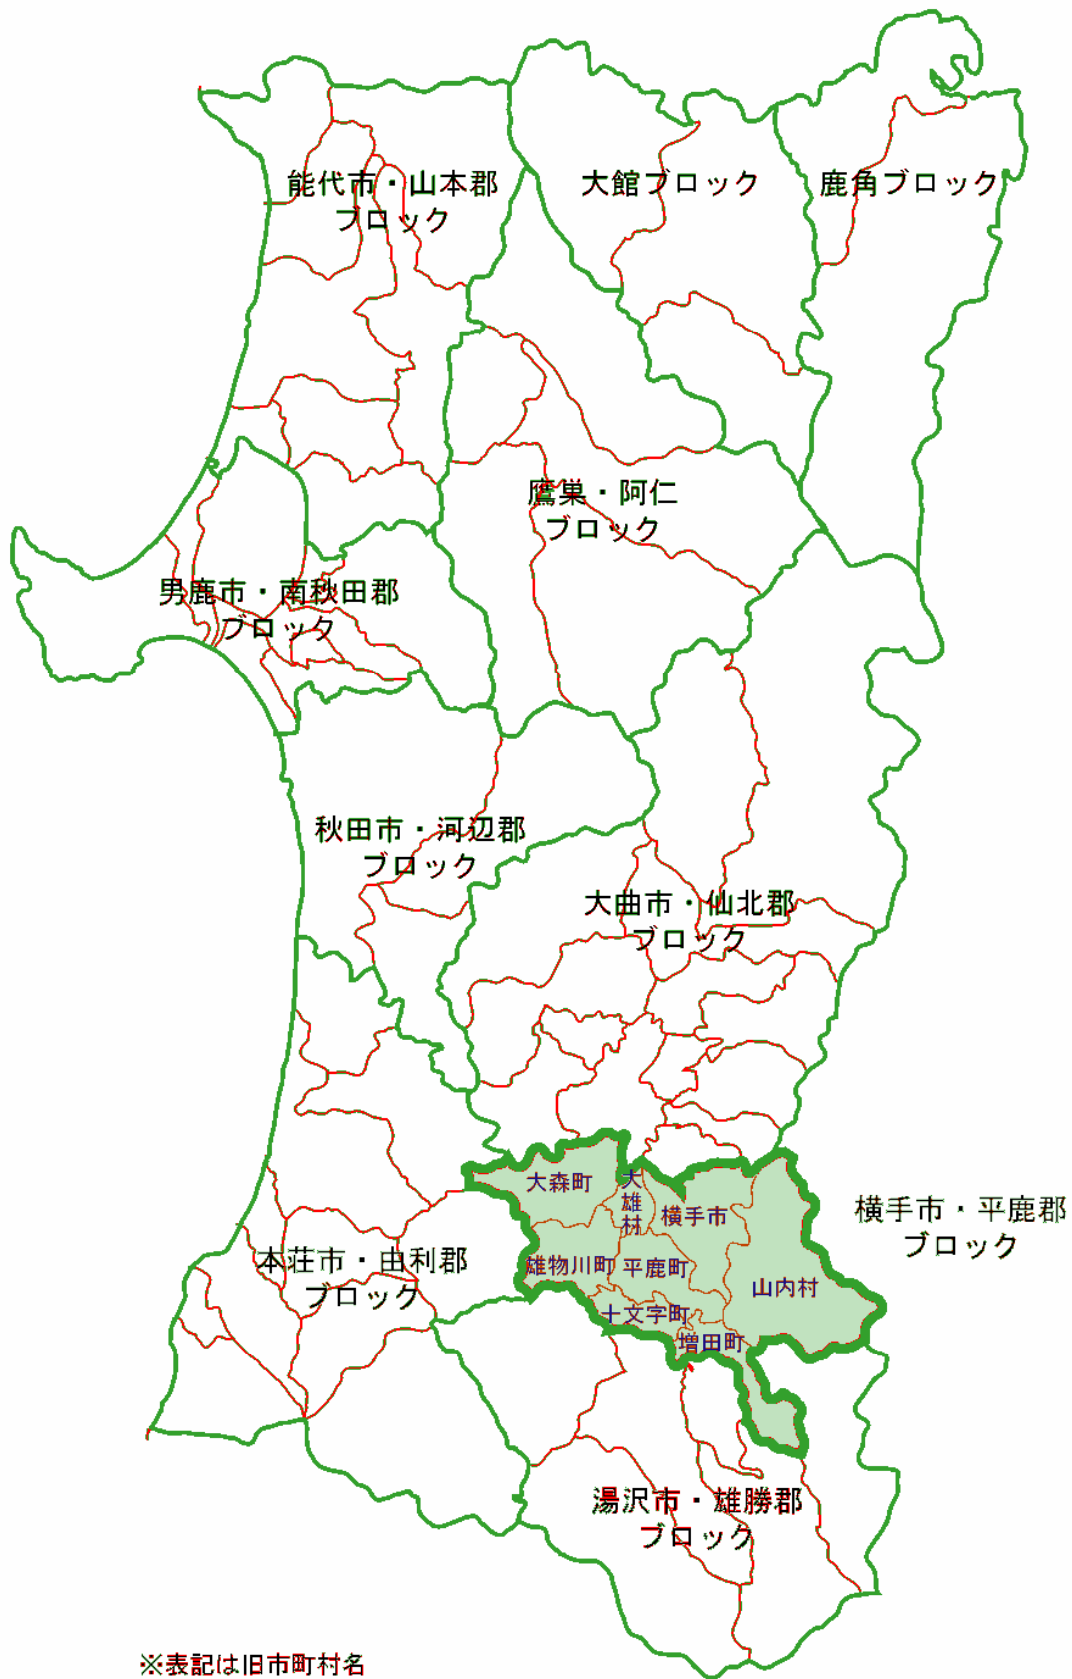 能代市・山本郡
ブロック
大館ブロック
鹿角ブロック
鷹巣・阿仁
ブロック
男鹿市・南秋田郡
ブロック
秋田市・河辺郡
ブロック
大曲市・仙北郡
ブロック
大森町
大雄村
横手市
横手市・平鹿郡
ブロック
雄物川町
平鹿町
山内村
本荘市・由利郡
ブロック
十文字町
増田町
湯沢市・雄勝郡
ブロック
※表記は旧市町村名